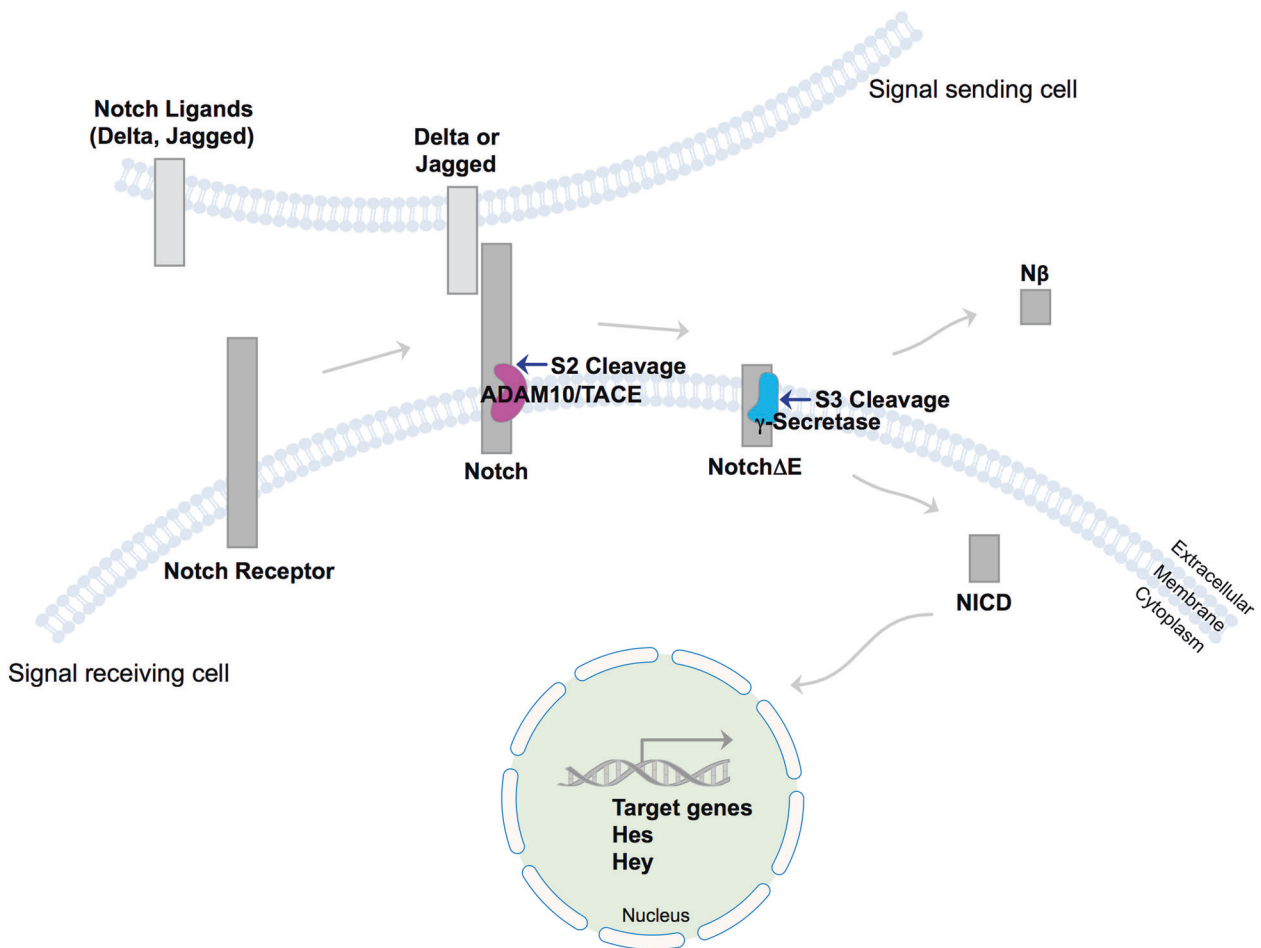 Signal sending cell
Notch Ligands
(Delta, Jagged)
Delta or
Jagged
Nβ
S2 Cleavage
ADAM10/TACE
S3 Cleavage
γ-Secretase
Notch
NotchΔE
Notch Receptor
NICD
Extracellular
Membrane
Cytoplasm
Signal receiving cell
Target genes
Hes
Hey
Nucleus